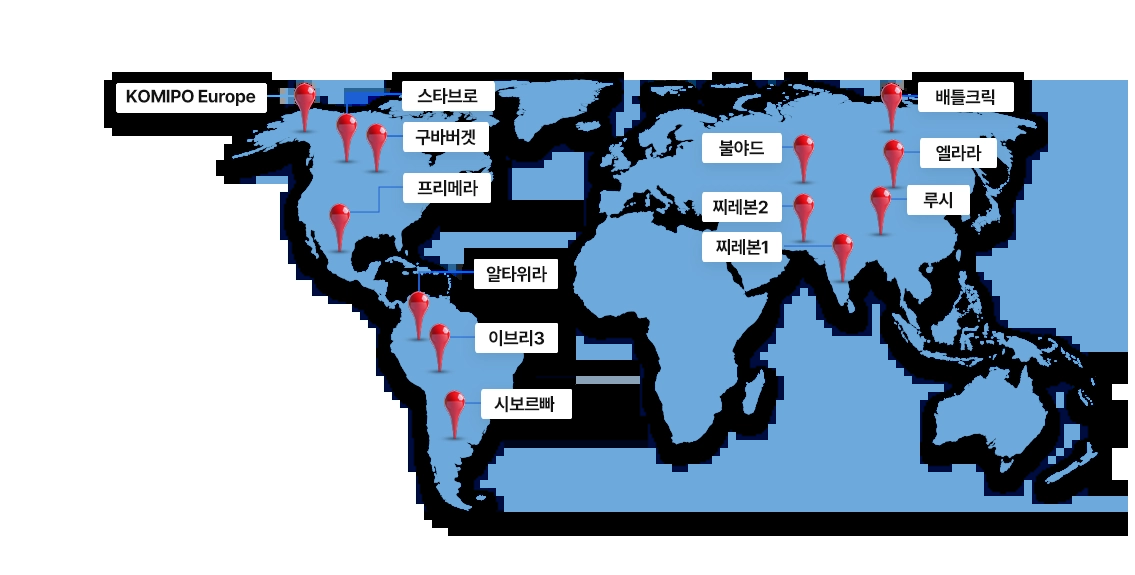 KOMIPO Europe
스타브로
구바버겟
프리메라
알타위라
이브리3
시보르빠
배틀크릭
불야드
엘라라
루시
찌레본2
찌레본1